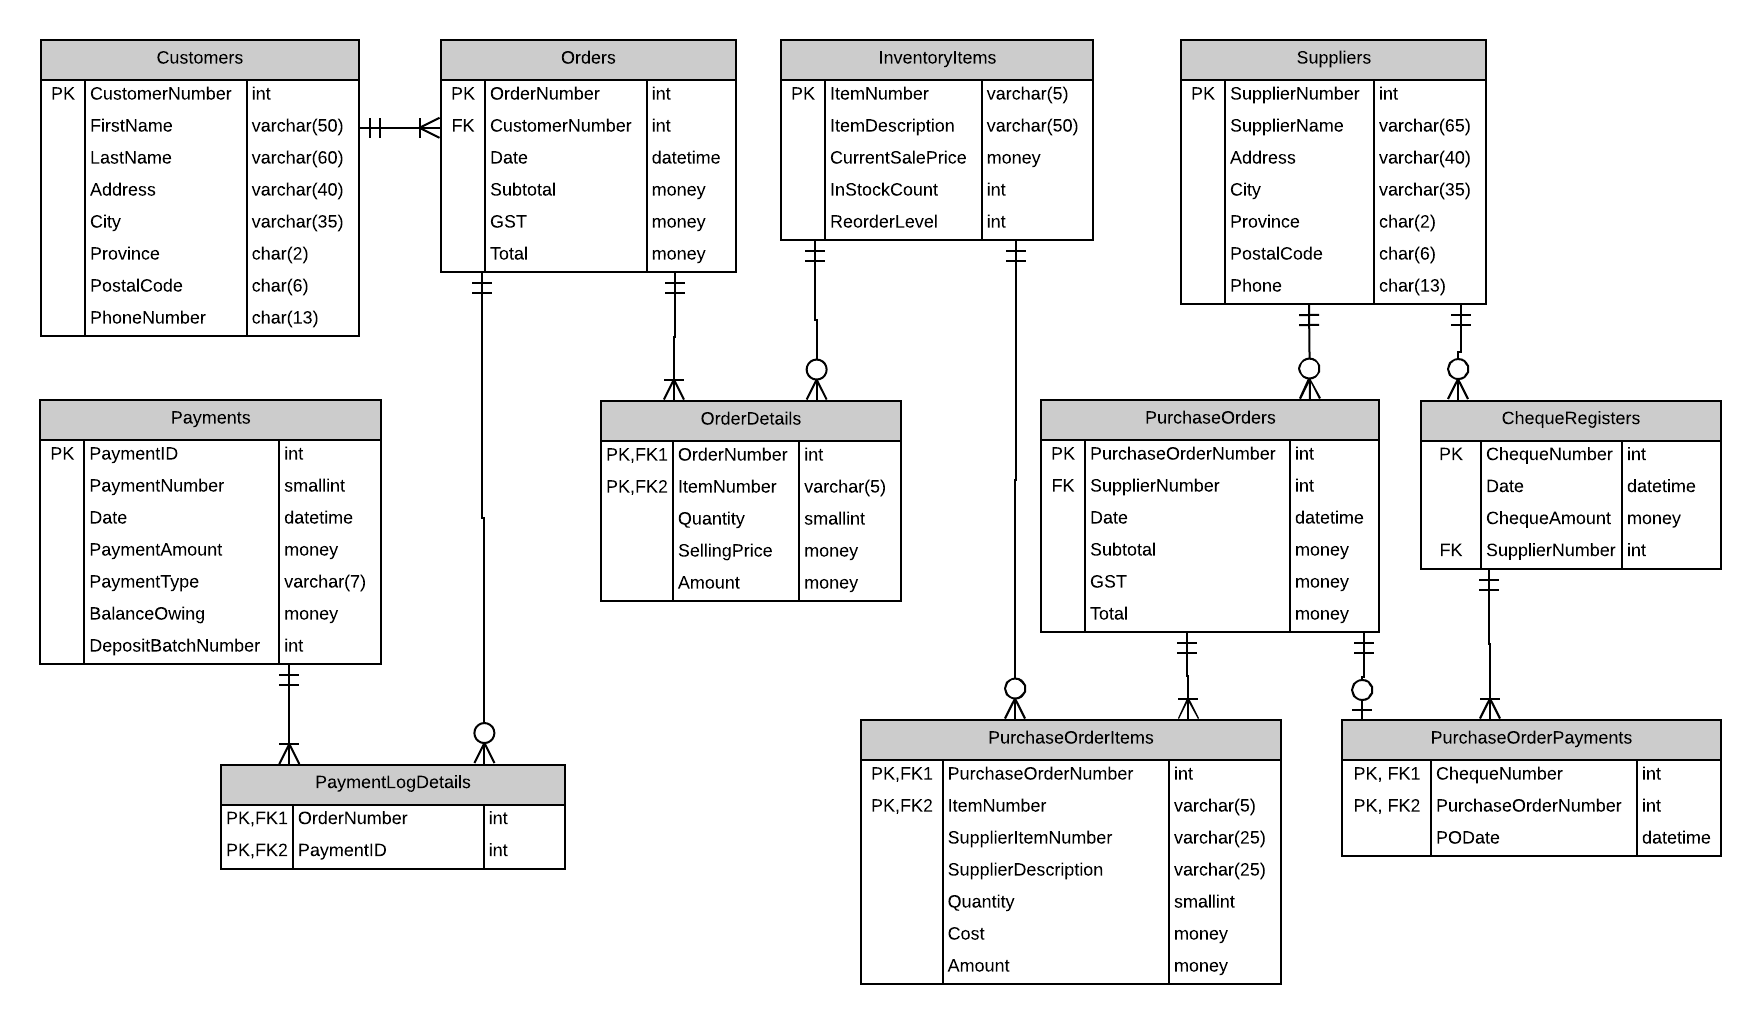 Customers
PK CustomerNumber int
FirstName varchar(50)
LastName varchar(60)
Address varchar(40)
City varchar(35)
Province char(2)
PostalCode char(6)
PhoneNumber char(13)
Orders
PK OrderNumber int
FK CustomerNumber int
Date datetime
Subtotal money
GST money
Total money
InventoryItems
PK ItemNumber varchar(5)
ItemDescription varchar(50)
CurrentSalePrice money
InStockCount int
ReorderLevel int
Suppliers
PK SupplierNumber int
SupplierName varchar(65)
Address varchar(40)
City varchar(35)
Province char(2)
PostalCode char(6)
Phone char(13)
Payments
PK PaymentID int
PaymentNumber smallint
Date datetime
PaymentAmount money
PaymentType varchar(7)
BalanceOwing money
DepositBatchNumber int
OrderDetails
PK,FK1 OrderNumber int
PK,FK2 ItemNumber varchar(5)
Quantity smallint
SellingPrice money
Amount money
PurchaseOrders
PK PurchaseOrderNumber int
FK SupplierNumber int
Date datetime
Subtotal money
GST money
Total money
ChequeRegisters
PK ChequeNumber int
Date datetime
ChequeAmount money
FK SupplierNumber int
PaymentLogDetails
PK,FK1 OrderNumber int
PK,FK2 PaymentID int
PurchaseOrderItems
PK,FK1 PurchaseOrderNumber int
PK,FK2 ItemNumber varchar(5)
SupplierItemNumber varchar(25)
SupplierDescription varchar(25)
Quantity smallint
Cost money
Amount money
PurchaseOrderPayments
PK, FK1 ChequeNumber int
PK, FK2 PurchaseOrderNumber int
PODate datetime